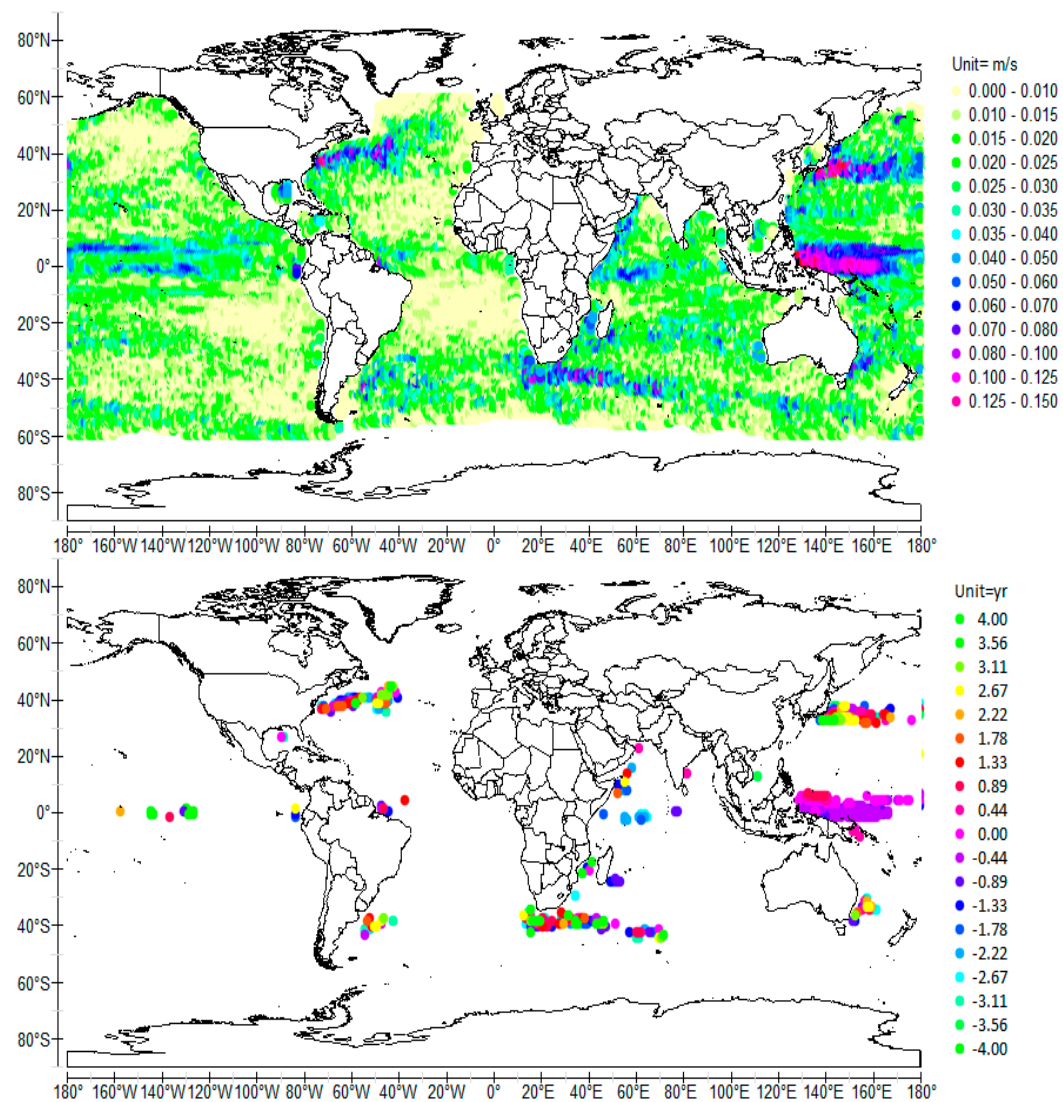 80°N
60°N
40°N
20°N
0°
20°S
40°S
60°S
80°S
180° 160°W 140°W 120°W 100°W 80°W 60°W 40°W 20°W 0° 20°E 40°E 60°E 80°E 100°E 120°E 140°E 160°E 180°
Unit= m/s
0.000 - 0.010
0.010 - 0.015
0.015 - 0.020
0.020 - 0.025
0.025 - 0.030
0.030 - 0.035
0.035 - 0.040
0.040 - 0.050
0.050 - 0.060
0.060 - 0.070
0.070 - 0.080
0.080 - 0.100
0.100 - 0.125
0.125 - 0.150
80°N
60°N
40°N
20°N
0°
20°S
40°S
60°S
80°S
180° 160°W 140°W 120°W 100°W 80°W 60°W 40°W 20°W 0° 20°E 40°E 60°E 80°E 100°E 120°E 140°E 160°E 180°
Unit=yr
4.00
3.56
3.11
2.67
2.22
1.78
1.33
0.89
0.44
0.00
-0.44
-0.89
-1.33
-1.78
-2.22
-2.67
-3.11
-3.56
-4.00